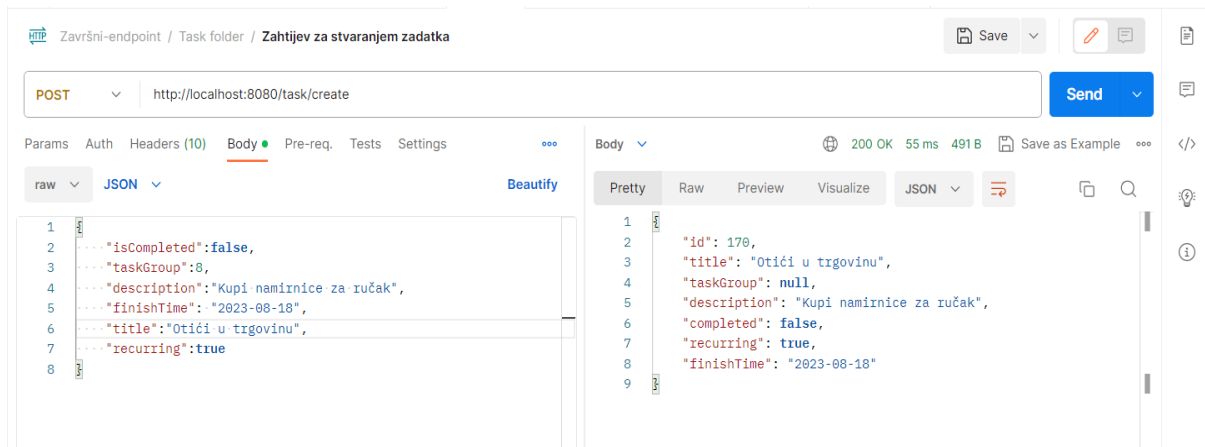 HTTP Završni-endpoint / Task folder / Zahtijev za stvaranjem zadatka
Save
POST http://localhost:8080/task/create
Send
Params Auth Headers (10) Body Pre-req. Tests Settings
raw JSON Beautify
1 {
2 "isCompleted":false,
3 "taskGroup":8,
4 "description":"Kupi namirnice za ručak",
5 "finishTime": "2023-08-18",
6 "title":"Otići u trgovinu",
7 "recurring":true
8 }
Body 200 OK 55 ms 491 B Save as Example
Pretty Raw Preview Visualize JSON
1 {
2 "id": 170,
3 "title": "Otići u trgovinu",
4 "taskGroup": null,
5 "description": "Kupi namirnice za ručak",
6 "completed": false,
7 "recurring": true,
8 "finishTime": "2023-08-18"
9 }